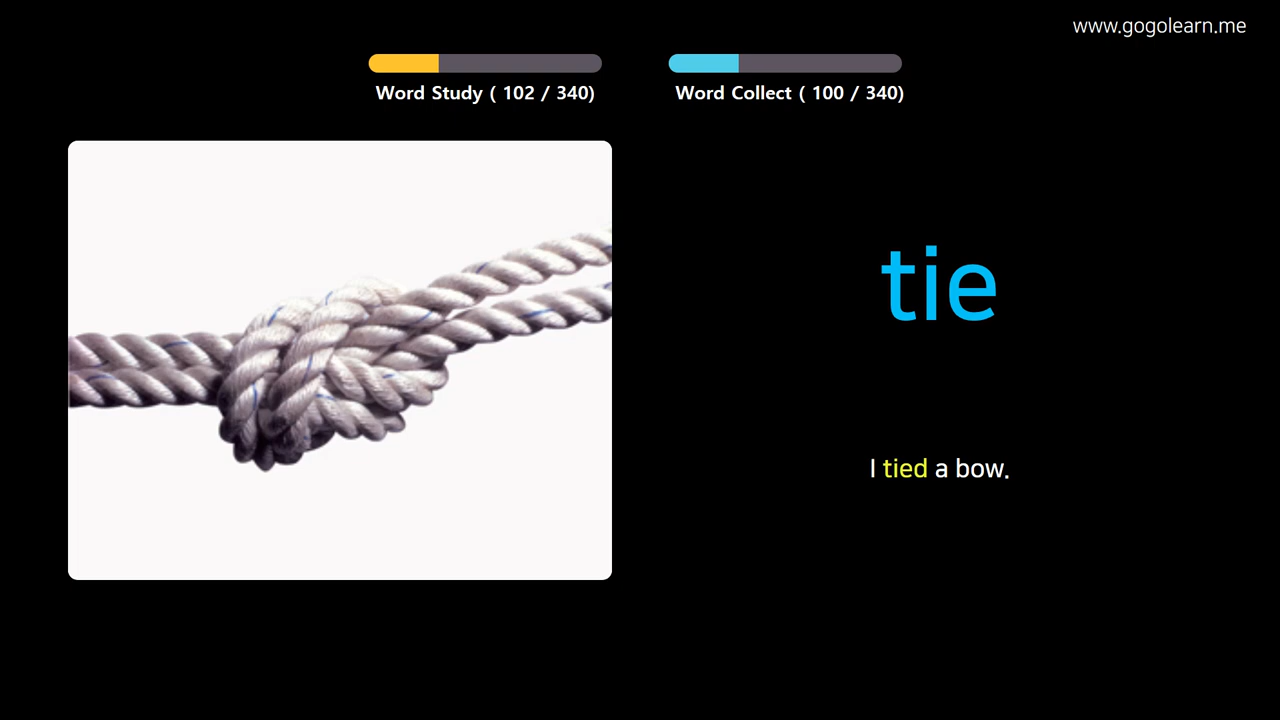 www.gogolearn.me
Word Study ( 102 / 340)
Word Collect ( 100 / 340)
tie
I tied a bow.